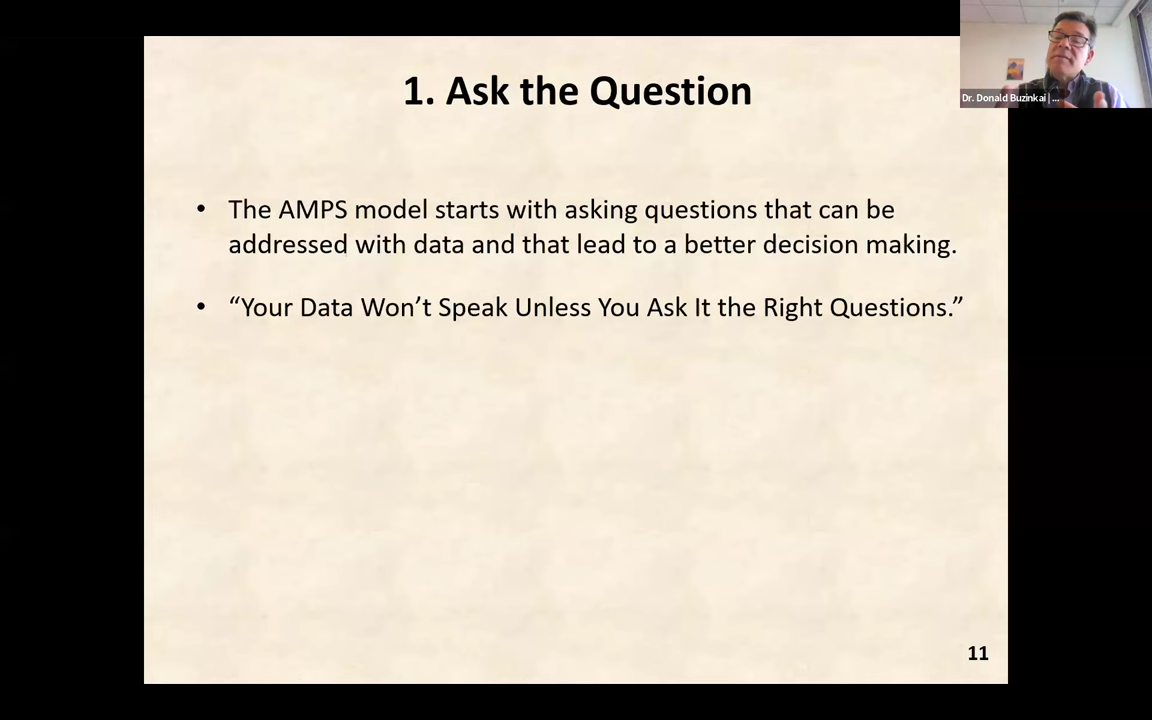 1. Ask the Question
Dr. Donald Buzinkai | ...
• The AMPS model starts with asking questions that can be
addressed with data and that lead to a better decision making.
• “Your Data Won’t Speak Unless You Ask It the Right Questions.”
11